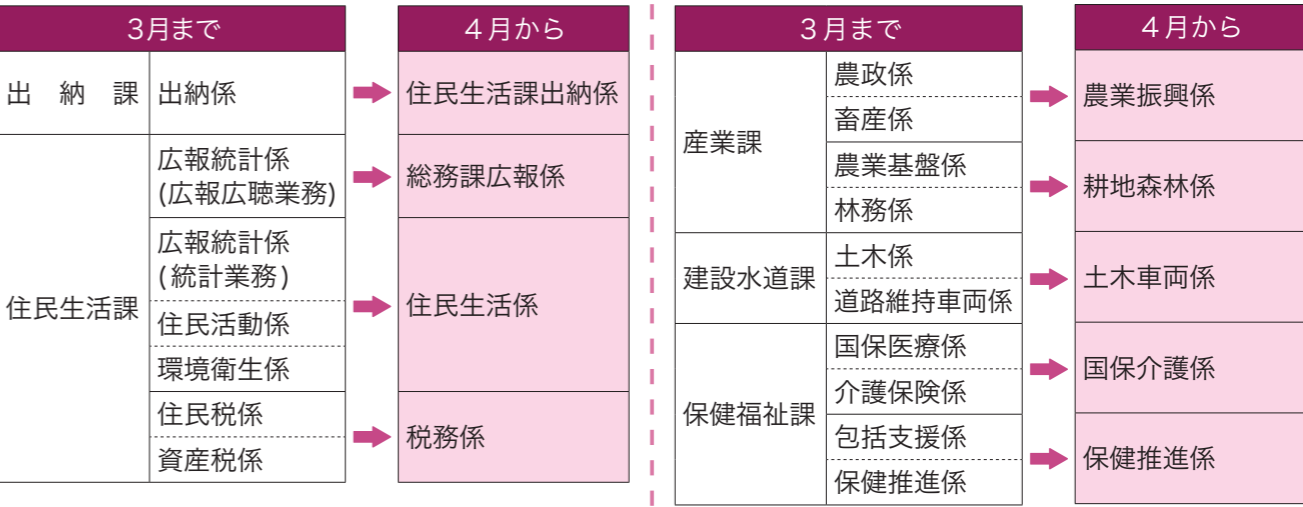 3月まで
4月から
出納課
出納係
住民生活課出納係
住民生活課
広報統計係
(広報広聴業務)
総務課広報係
広報統計係
(統計業務)
住民活動係
環境衛生係
住民生活係
住民税係
資産税係
税務係
3月まで
4月から
産業課
農政係
畜産係
農業振興係
農業基盤係
林務係
耕地森林係
建設水道課
土木係
道路維持車両係
土木車両係
保健福祉課
国保医療係
介護保険係
国保介護係
包括支援係
保健推進係
保健推進係